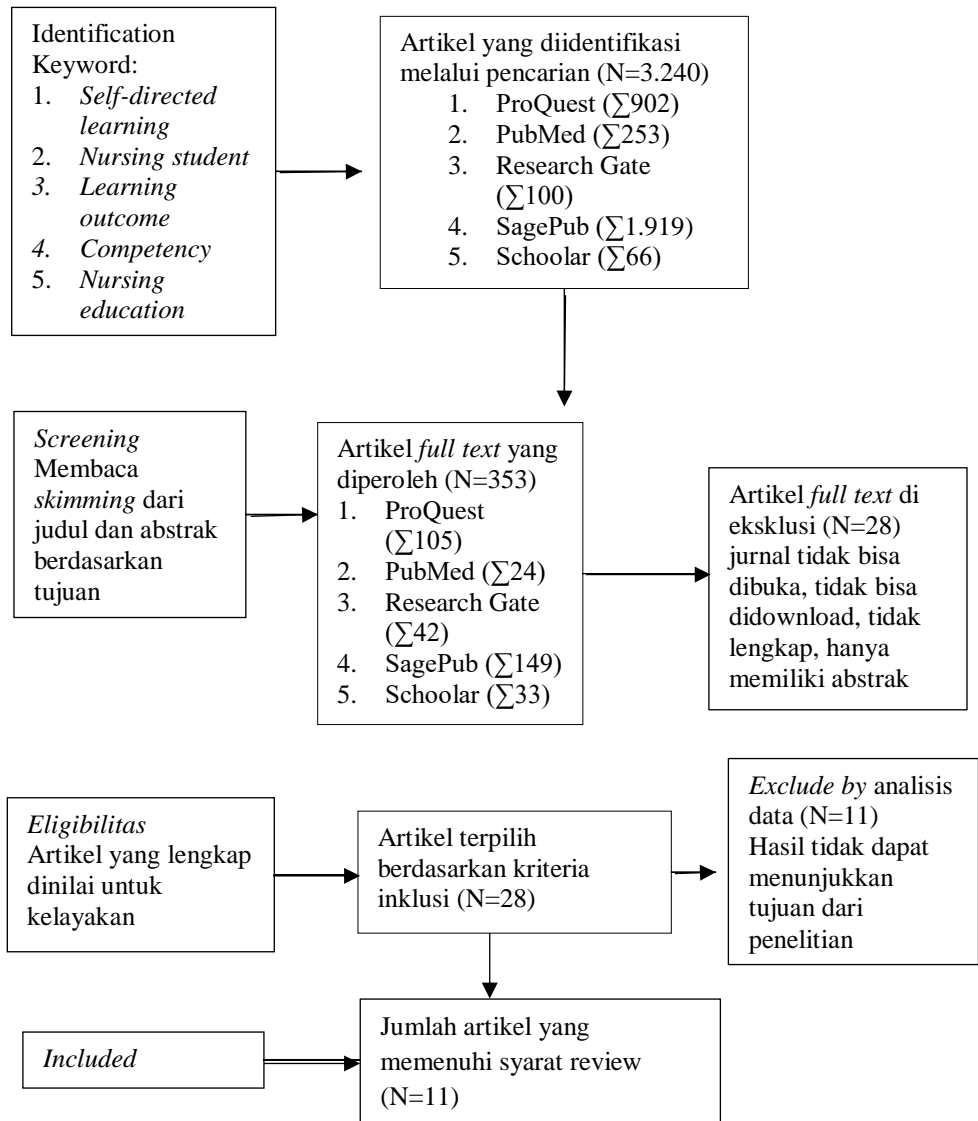 Identification
Keyword:
1. Self-directed
learning
2. Nursing student
3. Learning
outcome
4. Competency
5. Nursing
education
Artikel yang diidentifikasi
melalui pencarian (N=3.240)
1. ProQuest (∑902)
2. PubMed (∑253)
3. Research Gate
(∑100)
4. SagePub (∑1.919)
5. Schoolar (∑66)
Screening
Membaca
skimming dari
judul dan abstrak
berdasarkan
tujuan
Artikel full text yang
diperoleh (N=353)
1. ProQuest
(∑105)
2. PubMed (∑24)
3. Research Gate
(∑42)
4. SagePub (∑149)
5. Schoolar (∑33)
Artikel full text di
eksklusi (N=28)
jurnal tidak bisa
dibuka, tidak bisa
didownload, tidak
lengkap, hanya
memiliki abstrak
Eligibilitas
Artikel yang lengkap
dinilai untuk
kelayakan
Artikel terpilih
berdasarkan kriteria
inklusi (N=28)
Exclude by analisis
data (N=11)
Hasil tidak dapat
menunjukkan
tujuan dari
penelitian
Included
Jumlah artikel yang
memenuhi syarat review
(N=11)